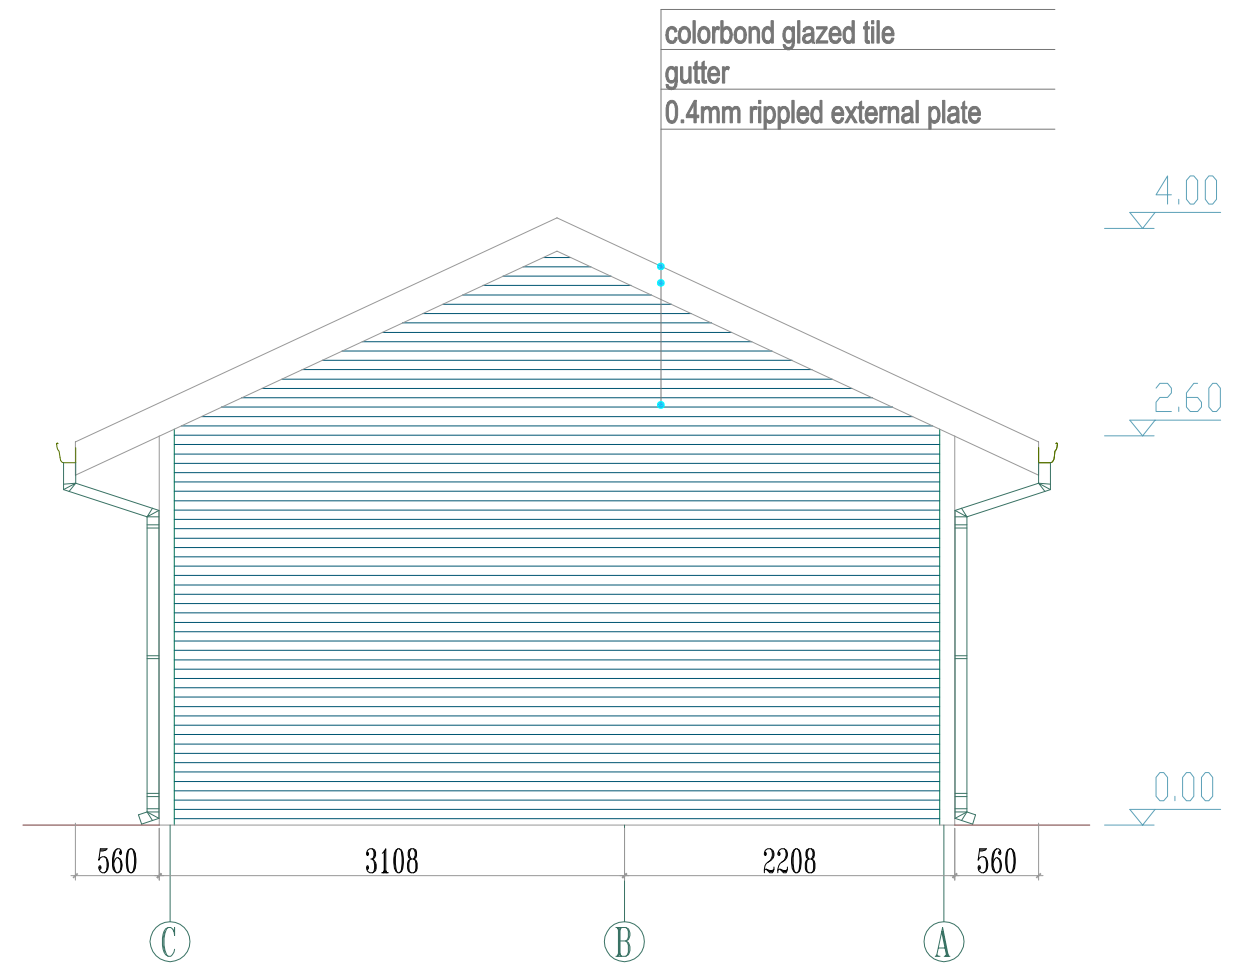 colorbond glazed tile
gutter
0.4mm rippled external plate
4.00
2.60
0.00
560 3108 2208 560
C B A